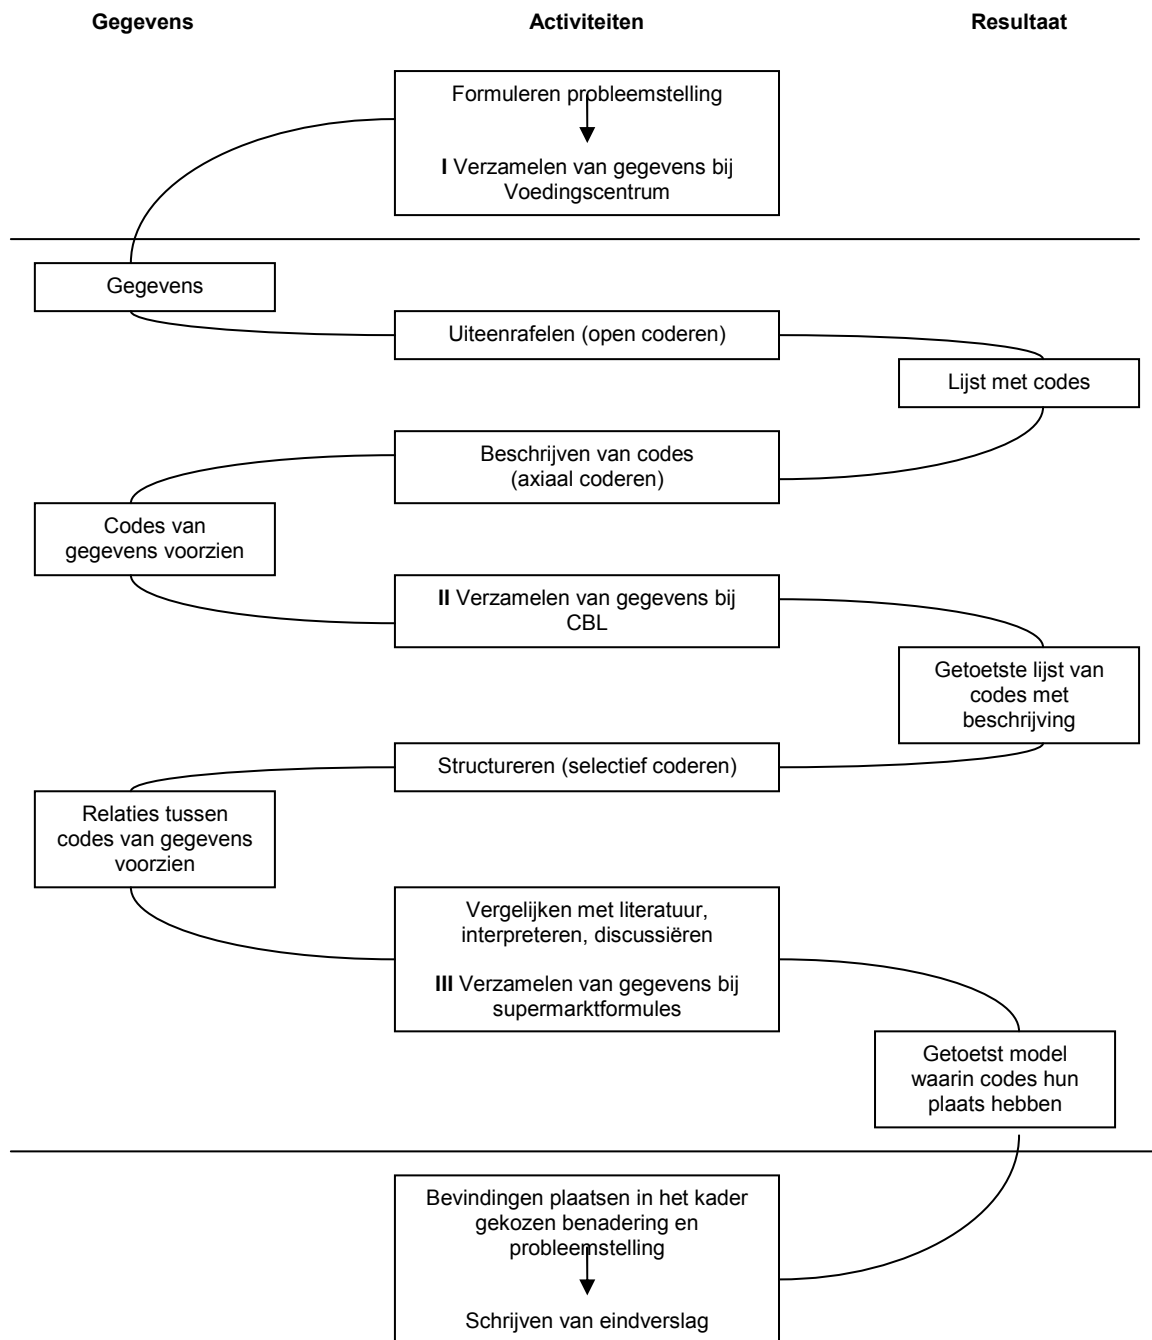 Gegevens Activiteiten Resultaat
Formuleren probleemstelling
I Verzamelen van gegevens bij
Voedingscentrum
Gegevens
Uiteenrafelen (open coderen)
Lijst met codes
Beschrijven van codes
(axiaal coderen)
Codes van
gegevens voorzien
II Verzamelen van gegevens bij
CBL
Getoetste lijst van
codes met
beschrijving
Structureren (selectief coderen)
Relaties tussen
codes van gegevens
voorzien
Vergelijken met literatuur,
interpreteren, discussiëren
III Verzamelen van gegevens bij
supermarktformules
Getoetst model
waarin codes hun
plaats hebben
Bevindingen plaatsen in het kader
gekozen benadering en
probleemstelling
Schrijven van eindverslag